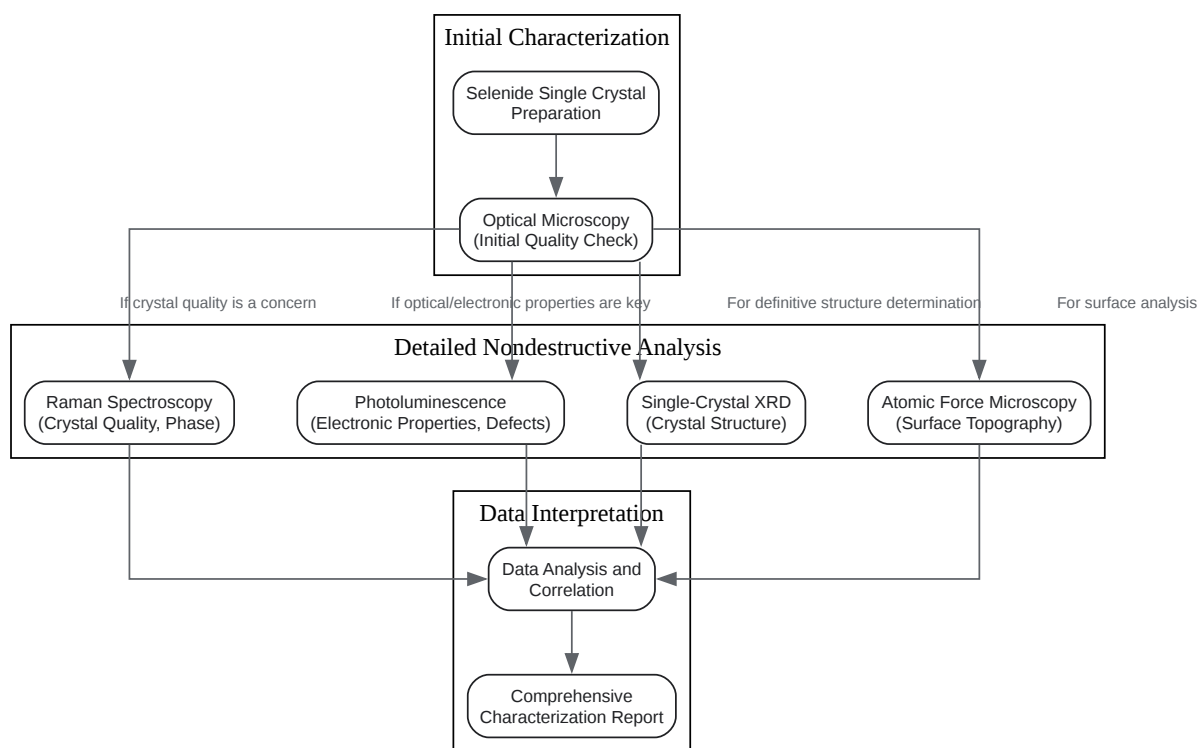 Initial Characterization
Selenide Single Crystal
Preparation
Optical Microscopy
(Initial Quality Check)
If crystal quality is a concern
If optical/electronic properties are key
For definitive structure determination
For surface analysis
Detailed Nondestructive Analysis
Raman Spectroscopy
(Crystal Quality, Phase)
Photoluminescence
(Electronic Properties, Defects)
Single-Crystal XRD
(Crystal Structure)
Atomic Force Microscopy
(Surface Topography)
Data Interpretation
Data Analysis and
Correlation
Comprehensive
Characterization Report